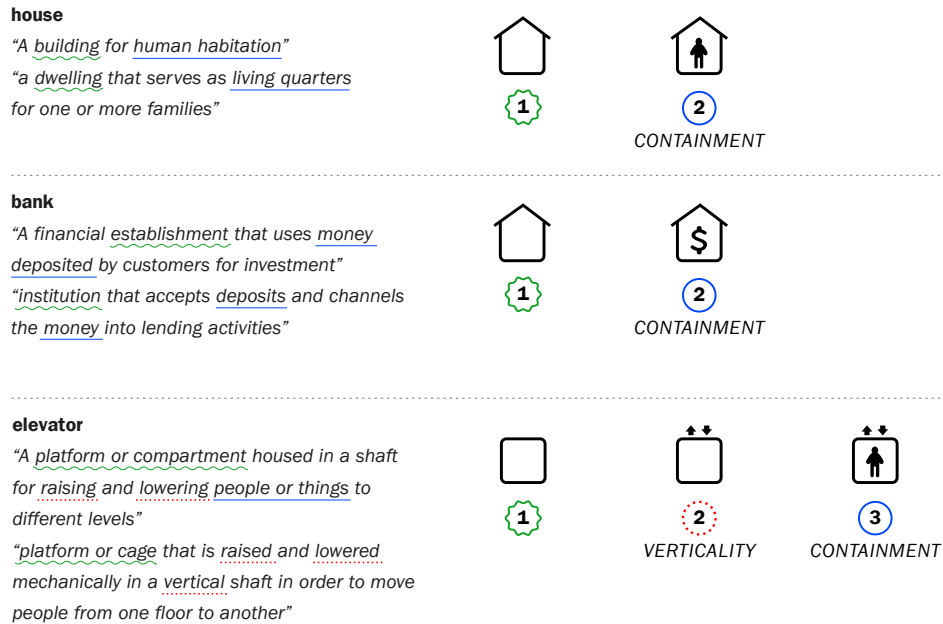 house
“A building for human habitation”
“a dwelling that serves as living quarters
for one or more families”
1
2
CONTAINMENT
bank
“A financial establishment that uses money
deposited by customers for investment”
“institution that accepts deposits and channels
the money into lending activities”
$
1
2
CONTAINMENT
elevator
“A platform or compartment housed in a shaft
for raising and lowering people or things to
different levels”
“platform or cage that is raised and lowered
mechanically in a vertical shaft in order to move
people from one floor to another”
1
2
3
VERTICALITY
CONTAINMENT